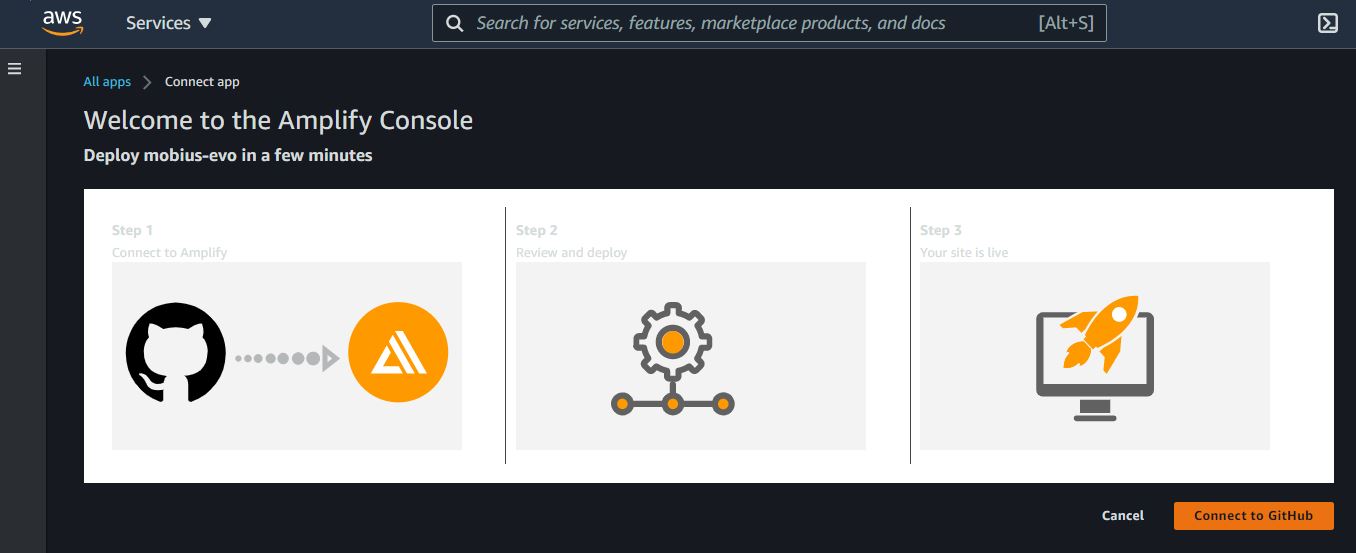 aws
Services
Search for services, features, marketplace products, and docs
[Alt+S]
All apps
Connect app
Welcome to the Amplify Console
Deploy mobius-evo in a few minutes
Step 1
Connect to Amplify
Step 2
Review and deploy
Step 3
Your site is live
Cancel
Connect to GitHub